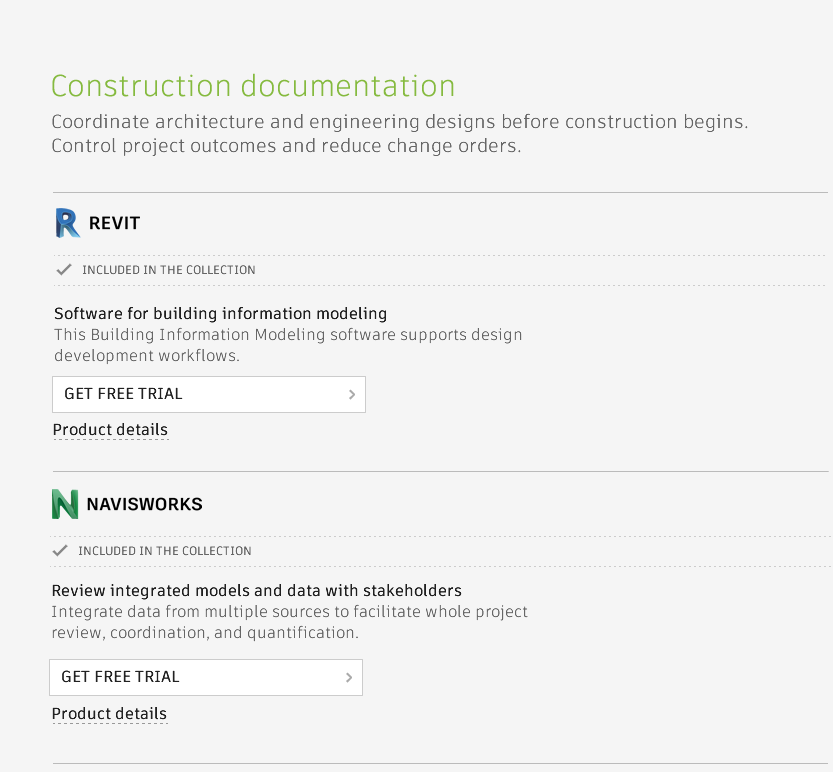 Construction documentation
Coordinate architecture and engineering designs before construction begins.
Control project outcomes and reduce change orders.
REVIT
INCLUDED IN THE COLLECTION
Software for building information modeling
This Building Information Modeling software supports design
development workflows.
GET FREE TRIAL
Product details
NAVISWORKS
INCLUDED IN THE COLLECTION
Review integrated models and data with stakeholders
Integrate data from multiple sources to facilitate whole project
review, coordination, and quantification.
GET FREE TRIAL
Product details